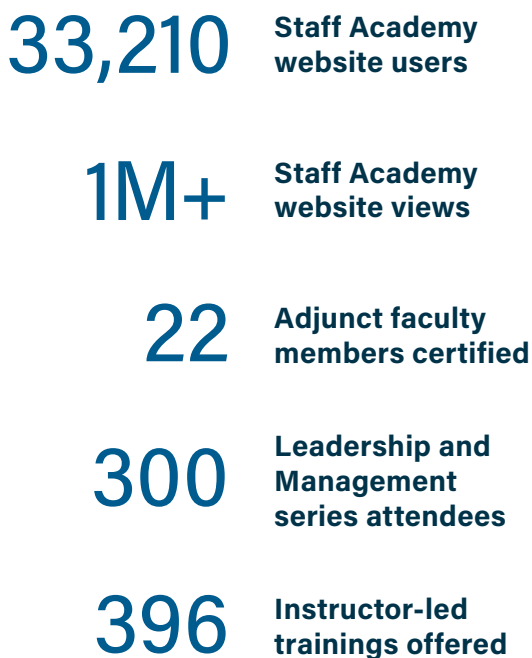 33,210
Staff Academy
website users
1M+
Staff Academy
website views
22
Adjunct faculty
members certified
300
Leadership and
Management
series attendees
396
Instructor-led
trainings offered